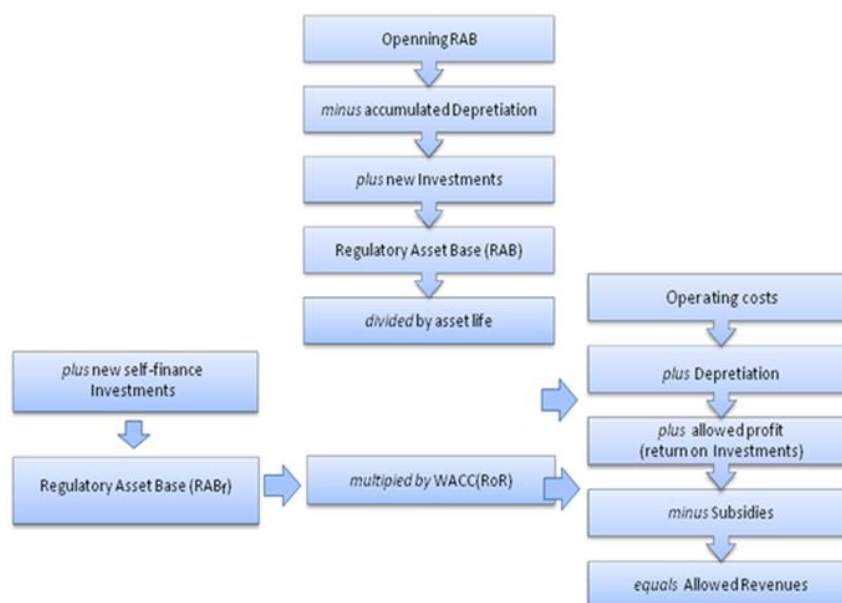 Openning RAB
minus accumulated Depretiation
plus new Investments
Regulatory Asset Base (RAB)
divided by asset life
plus new self-finance
Investments
Regulatory Asset Base (RABf)
multipied by WACC(RoR)
Operating costs
plus Depretiation
plus allowed profit
(return on Investments)
minus Subsidies
equals Allowed Revenues